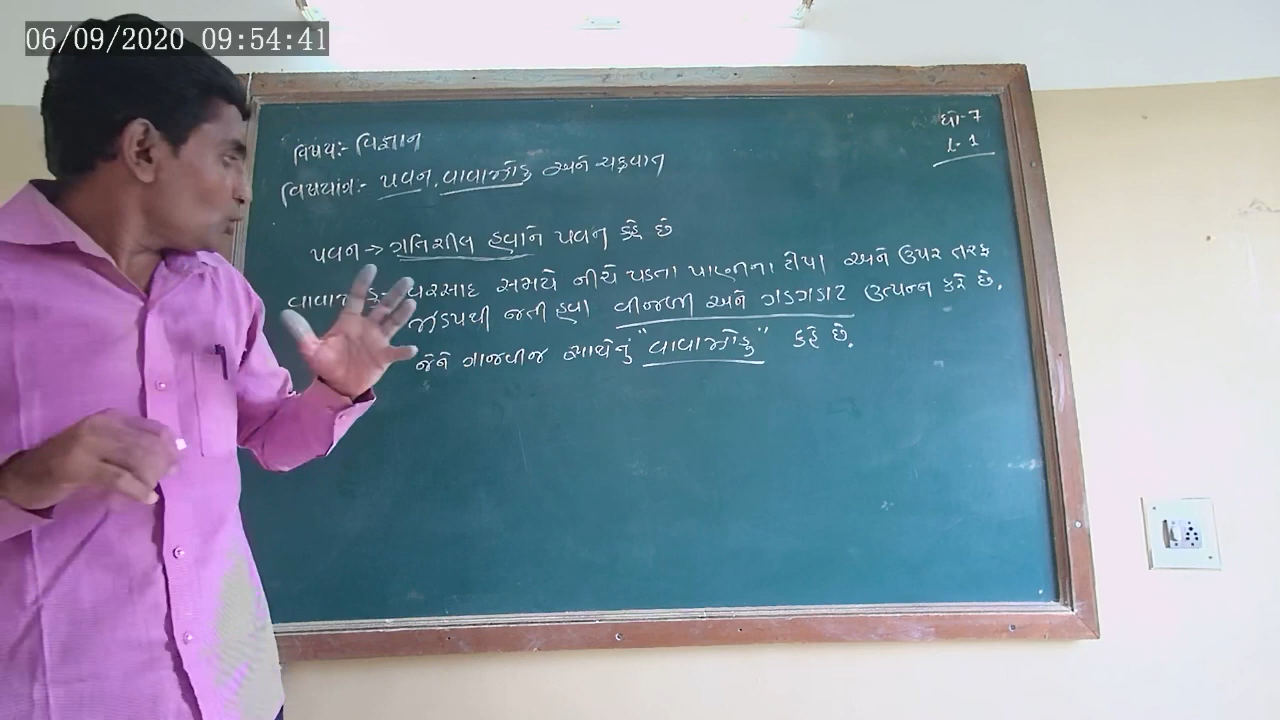 06/09/2020 09:54:41
ધો-7
L-1
વિષય:- વિજ્ઞાન
વિષયાંગ:- પવન, વાવાઝોડુ અને ચક્રવાત
પવન → ગતિશીલ હવાને પવન કહે છે
વરસાદ સમયે નીચે પડતા પાણીના ટીપા અને ઉપર તરફ
ઝડપથી જતી હવા વીજળી અને ગડગડાટ ઉત્પન્ન કરે છે.
જેને ગાજવીજ સાથેનું "વાવાઝોડુ" કહે છે.